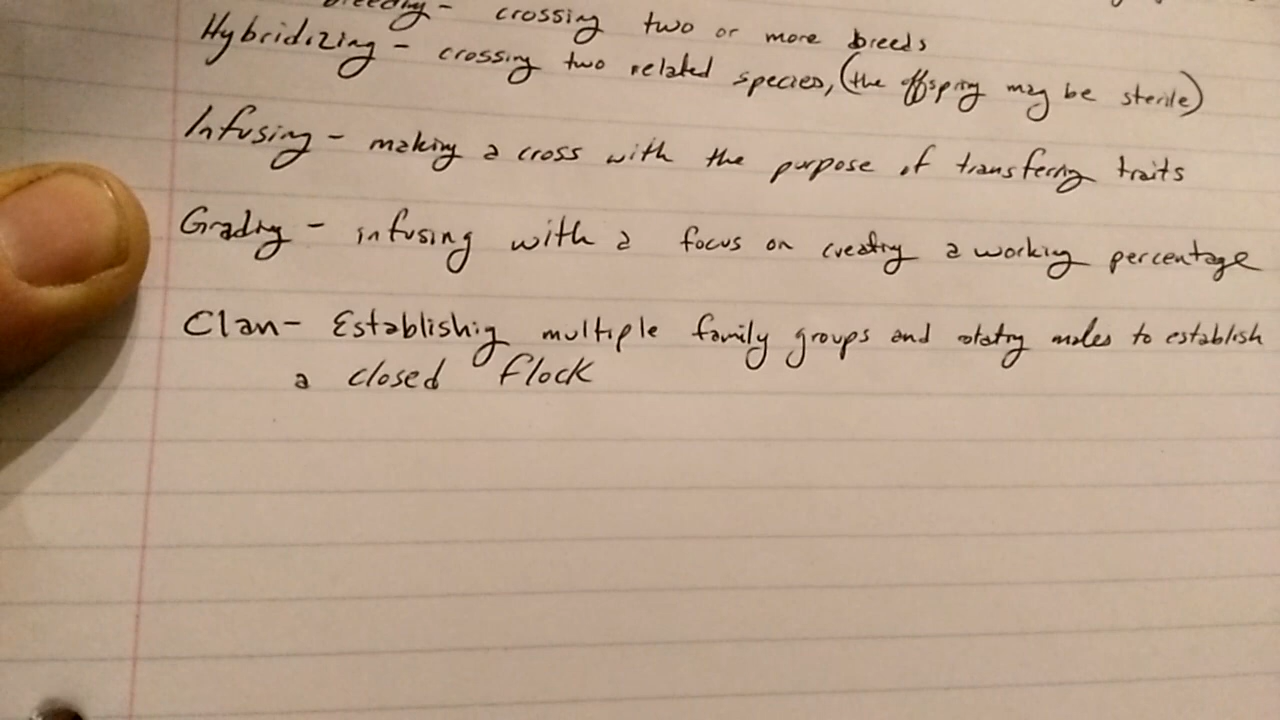 crossing two or more breeds
Hybridizing - crossing two related species, (the offspring may be sterile)
Infusing - making a cross with the purpose of transferring traits
Grading - infusing with a focus on creating a working percentage
Clan - Establishing multiple family groups and rotating males to establish
a closed flock